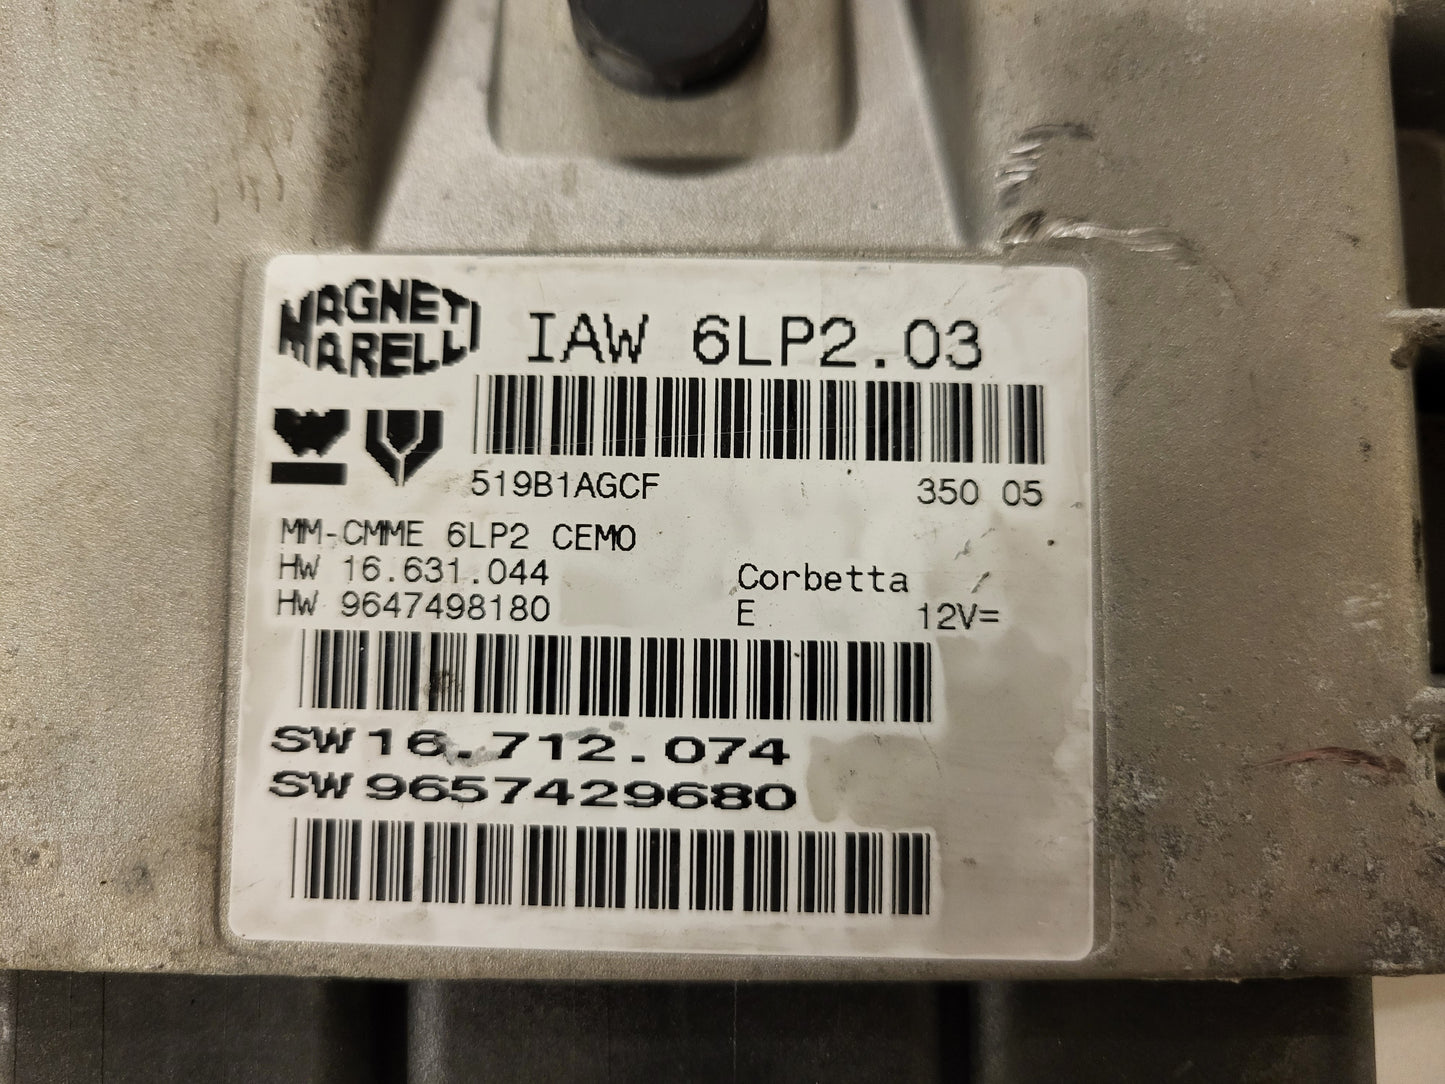 MAGNETI
MARELLI
IAW 6LP2.03
519B1AGCF 350 05
MM-CMME 6LP2 CEMO
HW 16.631.044 Corbetta
HW 9647498180 E 12V=
SW 16.712.074
SW 9657429680